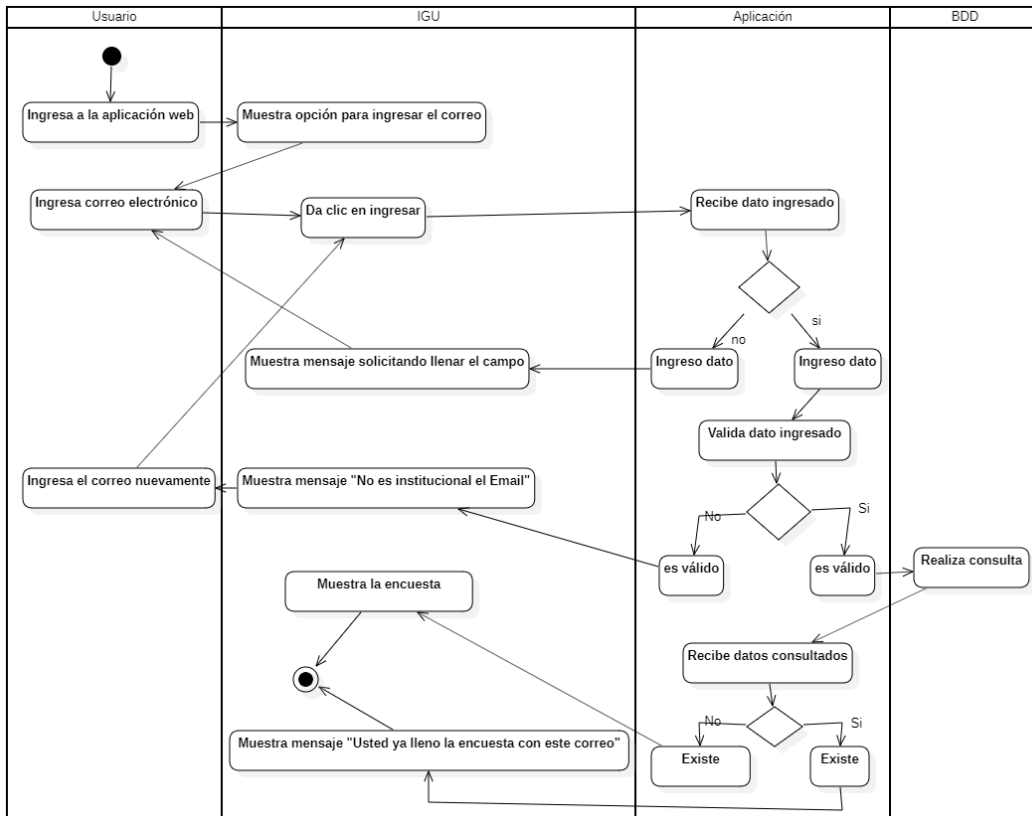 Usuario
IGU
Aplicación
BDD
Ingresa a la aplicación web
Muestra opción para ingresar el correo
Ingresa correo electrónico
Da clic en ingresar
Recibe dato ingresado
no
si
Muestra mensaje solicitando llenar el campo
Ingreso dato
Ingreso dato
Valida dato ingresado
Ingresa el correo nuevamente
Muestra mensaje "No es institucional el Email"
No
Si
es válido
es válido
Realiza consulta
Muestra la encuesta
Recibe datos consultados
No
Si
Muestra mensaje "Usted ya lleno la encuesta con este correo"
Existe
Existe